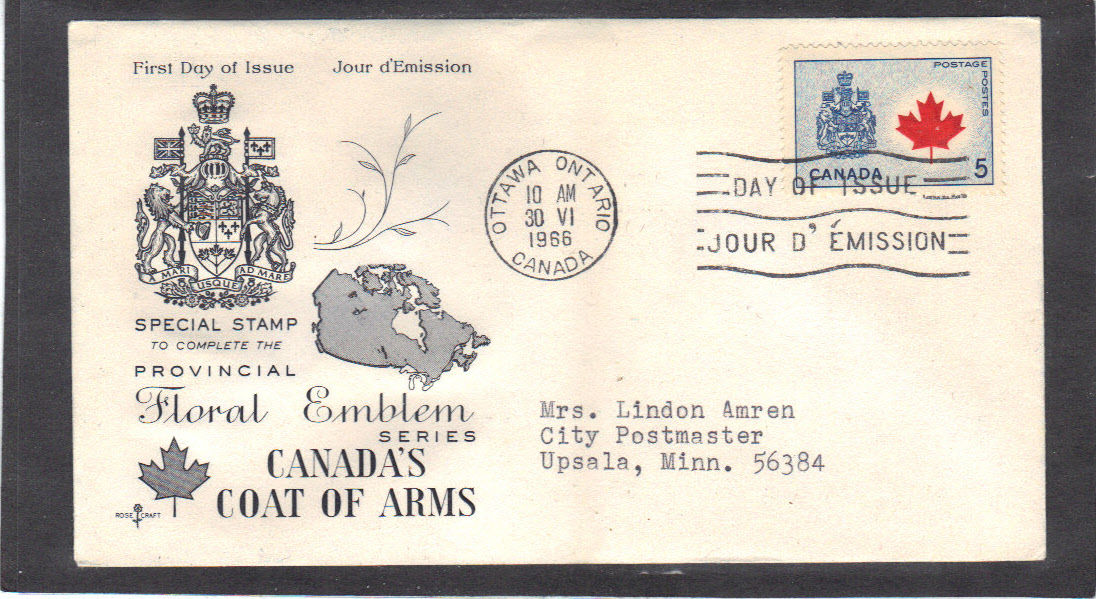 First Day of Issue Jour d'Emission
A MARI USQUE AD MARE
SPECIAL STAMP
TO COMPLETE THE
PROVINCIAL
Floral Emblem
SERIES
CANADA'S
COAT OF ARMS
ROSE CRAFT
OTTAWA ONTARIO
10 AM
30 VI
1966
CANADA
POSTAGE
POSTES
CANADA 5
DAY OF ISSUE
JOUR D' ÉMISSION
Mrs. Lindon Amren
City Postmaster
Upsala, Minn. 56384